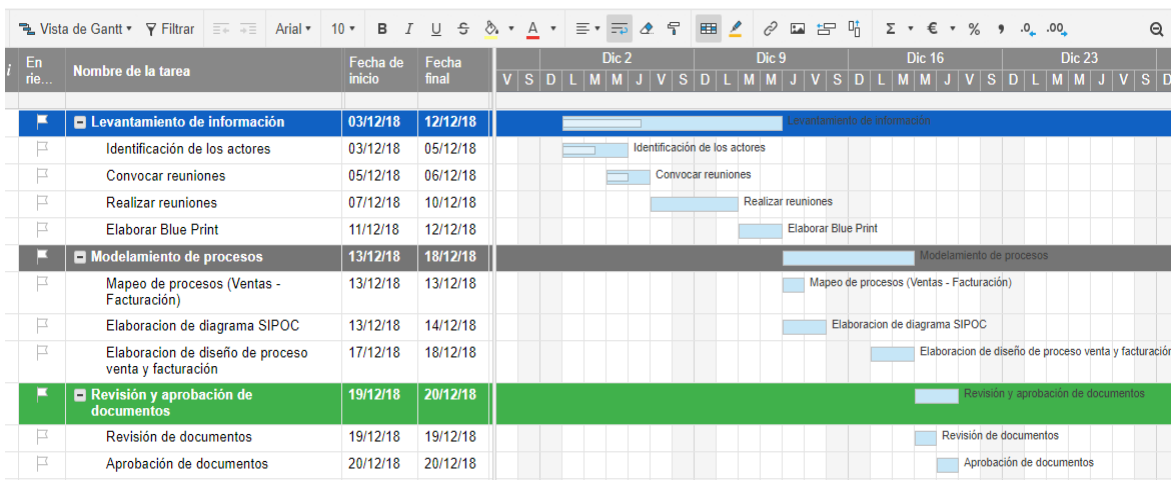 Vista de Gantt Filtrar Arial 10 B I U S A Σ € % .0 .00
i En rie... Nombre de la tarea Fecha de inicio Fecha final
Dic 2 Dic 9 Dic 16 Dic 23
V S D L M M J V S D L M M J V S D L M M J V S D L M M J V S D
Levantamiento de información 03/12/18 12/12/18 Levantamiento de información
Identificación de los actores 03/12/18 05/12/18 Identificación de los actores
Convocar reuniones 05/12/18 06/12/18 Convocar reuniones
Realizar reuniones 07/12/18 10/12/18 Realizar reuniones
Elaborar Blue Print 11/12/18 12/12/18 Elaborar Blue Print
Modelamiento de procesos 13/12/18 18/12/18 Modelamiento de procesos
Mapeo de procesos (Ventas - 13/12/18 13/12/18 Mapeo de procesos (Ventas - Facturación)
Facturación)
Elaboracion de diagrama SIPOC 13/12/18 14/12/18 Elaboracion de diagrama SIPOC
Elaboracion de diseño de proceso 17/12/18 18/12/18 Elaboracion de diseño de proceso venta y facturación
venta y facturación
Revisión y aprobación de 19/12/18 20/12/18 Revisión y aprobación de documentos
documentos
Revisión de documentos 19/12/18 19/12/18 Revisión de documentos
Aprobación de documentos 20/12/18 20/12/18 Aprobación de documentos